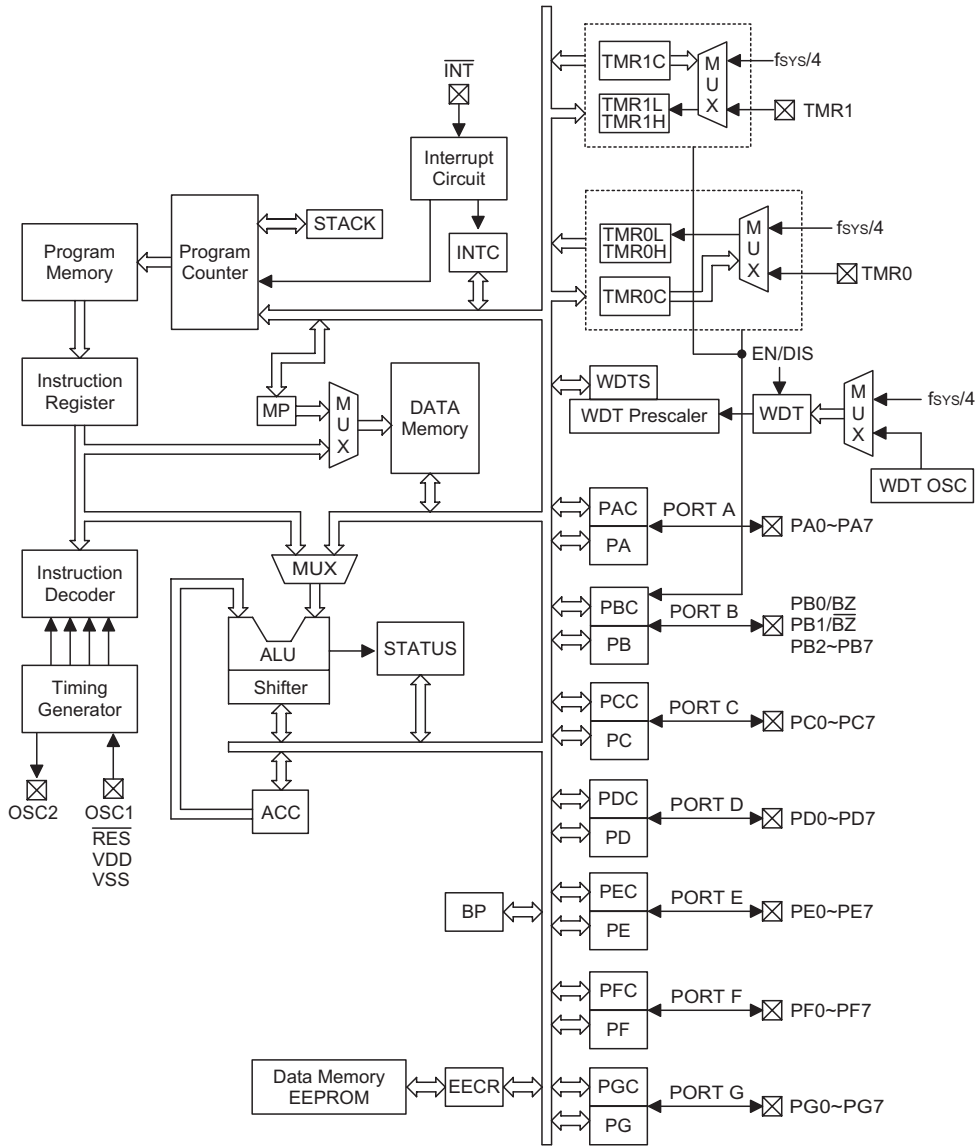 INT
Interrupt
Circuit
STACK
INTC
Program
Memory
Program
Counter
Instruction
Register
MP
MUX
DATA
Memory
Instruction
Decoder
MUX
ALU
Shifter
STATUS
Timing
Generator
OSC2
OSC1
RES
VDD
VSS
ACC
BP
Data Memory
EEPROM
EECR
TMR1C
TMR1L
TMR1H
MUX
fSYS/4
TMR1
TMR0L
TMR0H
TMR0C
MUX
fSYS/4
TMR0
EN/DIS
WDTS
WDT Prescaler
WDT
MUX
fSYS/4
WDT OSC
PAC
PA
PORT A
PA0~PA7
PBC
PB
PORT B
PB0/BZ
PB1/BZ
PB2~PB7
PCC
PC
PORT C
PC0~PC7
PDC
PD
PORT D
PD0~PD7
PEC
PE
PORT E
PE0~PE7
PFC
PF
PORT F
PF0~PF7
PGC
PG
PORT G
PG0~PG7